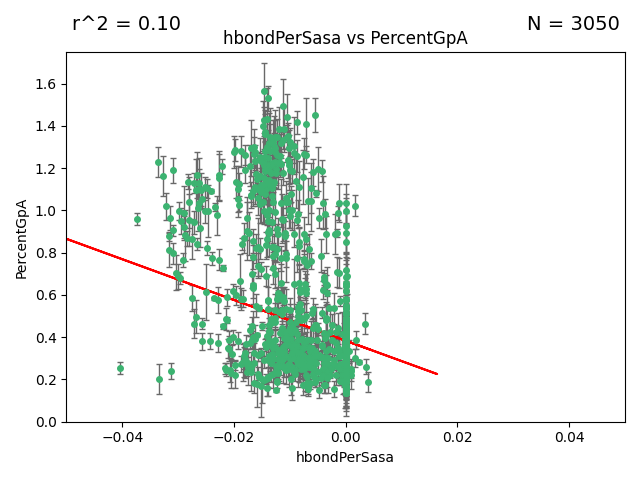 r^2 = 0.10
N = 3050
hbondPerSasa vs PercentGpA
PercentGpA
1.6
1.4
1.2
1.0
0.8
0.6
0.4
0.2
0.0
−0.04 −0.02 0.00 0.02 0.04
hbondPerSasa